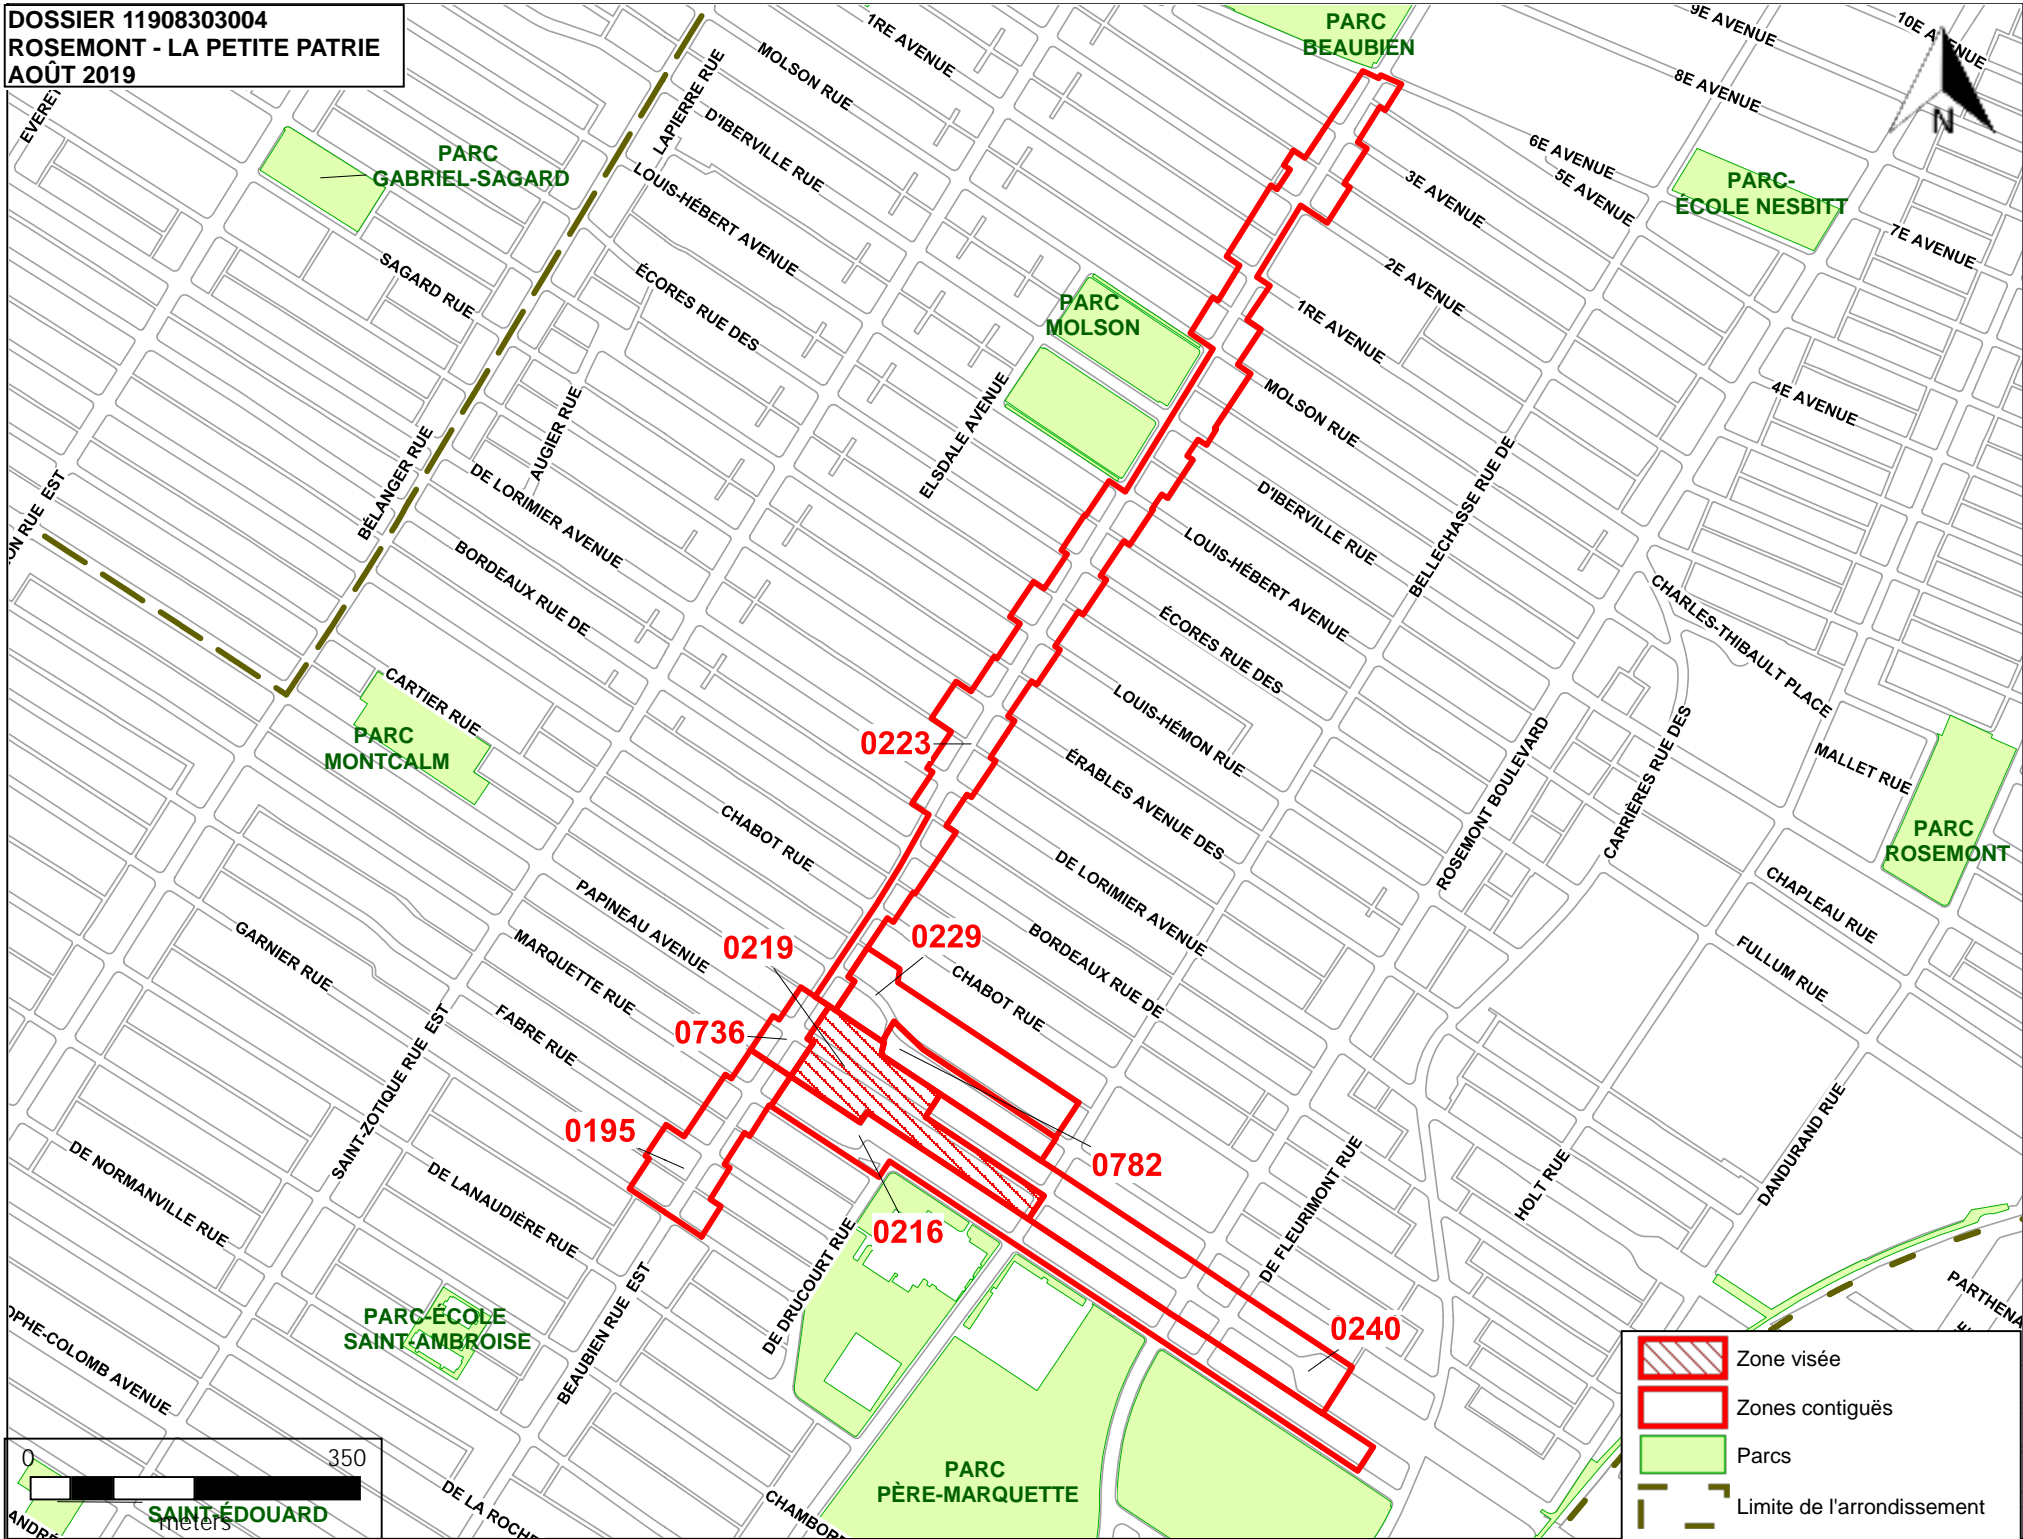 DOSSIER 11908303004
ROSEMONT - LA PETITE PATRIE
AOÛT 2019
PARC
BEAUBIEN
9E AVENUE
10E AVENUE
1RE AVENUE
MOLSON RUE
LAPIERRE RUE
D'IBERVILLE RUE
8E AVENUE
N
6E AVENUE
5E AVENUE
3E AVENUE
PARC
GABRIEL-SAGARD
PARC-
ÉCOLE NESBITT
7E AVENUE
LOUIS-HÉBERT AVENUE
SAGARD RUE
ÉCORES RUE DES
2E AVENUE
1RE AVENUE
PARC
MOLSON
MOLSON RUE
4E AVENUE
ELSDALE AVENUE
AUGIER RUE
BÉLANGER RUE
DE LORIMIER AVENUE
D'IBERVILLE RUE
BELLECHASSE RUE DE
BORDEAUX RUE DE
LOUIS-HÉBERT AVENUE
CHARLES-THIBAULT PLACE
ÉCORES RUE DES
CARTIER RUE
LOUIS-HÉMON RUE
PARC
MONTCALM
0223
ÉRABLES AVENUE DES
ROSEMONT BOULEVARD
CARRIÈRES RUE DES
MALLET RUE
PARC
ROSEMONT
CHABOT RUE
DE LORIMIER AVENUE
CHAPLEAU RUE
PAPINEAU AVENUE
GARNIER RUE
MARQUETTE RUE
0219
0229
BORDEAUX RUE DE
CHABOT RUE
FULLUM RUE
FABRE RUE
0736
SAINT-ZOTIQUE RUE EST
0195
0782
DE FLEURIMONT RUE
HOLT RUE
DANDURAND RUE
DE NORMANVILLE RUE
DE LANAUDIÈRE RUE
0216
DE DRUCOURT RUE
BEAUBIEN RUE EST
PARC-ÉCOLE
SAINT-AMBROISE
0240
PARC
PÈRE-MARQUETTE
Zone visée
Zones contiguës
Parcs
Limite de l'arrondissement
0 350
meters
SAINT-ÉDOUARD